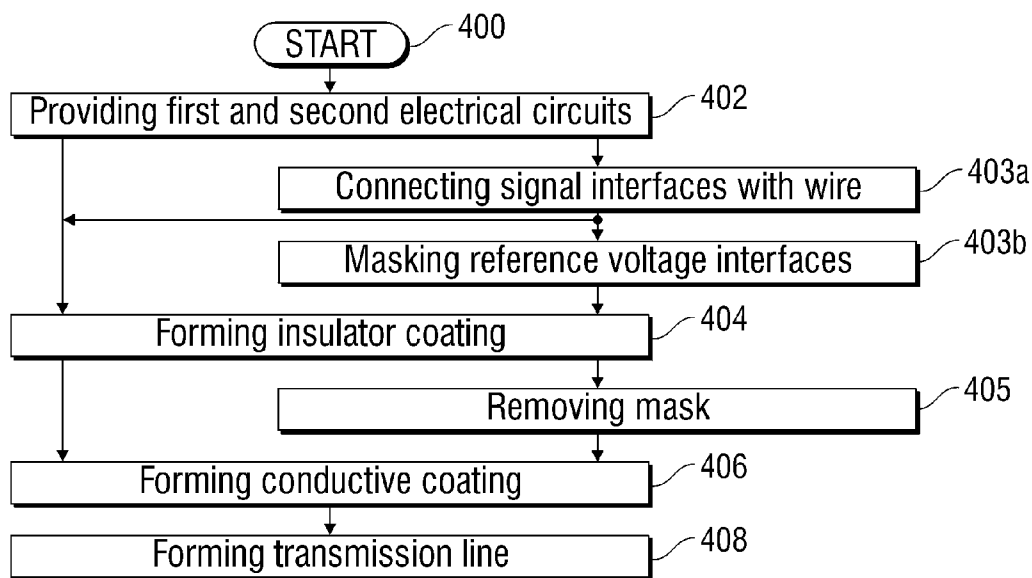 START
400
Providing first and second electrical circuits
402
Connecting signal interfaces with wire
403a
Masking reference voltage interfaces
403b
Forming insulator coating
404
Removing mask
405
Forming conductive coating
406
Forming transmission line
408